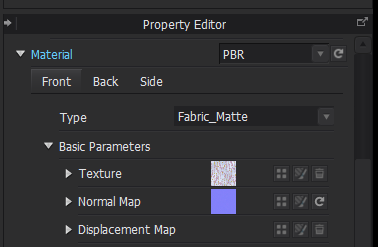 Property Editor
Material PBR
Front Back Side
Type Fabric_Matte
Basic Parameters
Texture
Normal Map
Displacement Map